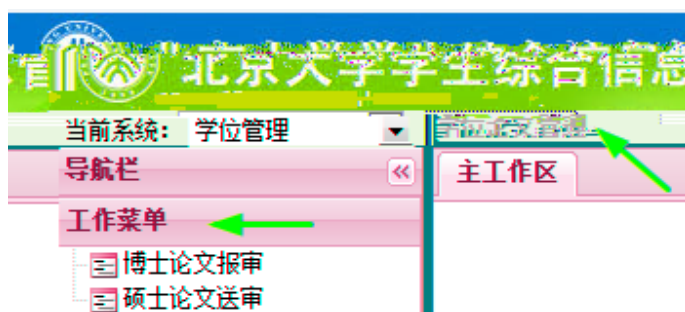 北京大学学生综合信息
当前系统： 学位管理
导航栏
主工作区
工作菜单
博士论文报审
硕士论文送审